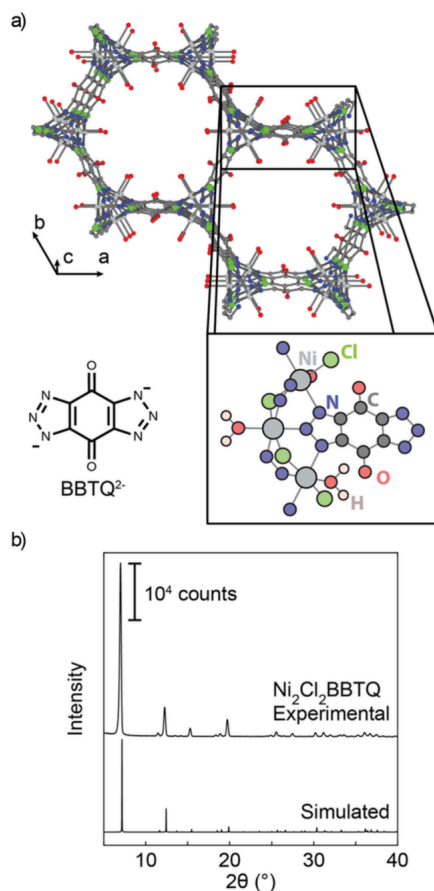 a)
b
c
a
Ni
Cl
N
C
O
H
O
N
N
N
N
N
N
O
BBTQ²⁻
b)
10⁴ counts
Intensity
Ni₂Cl₂BBTQ
Experimental
Simulated
10 20 30 40
2θ (°)